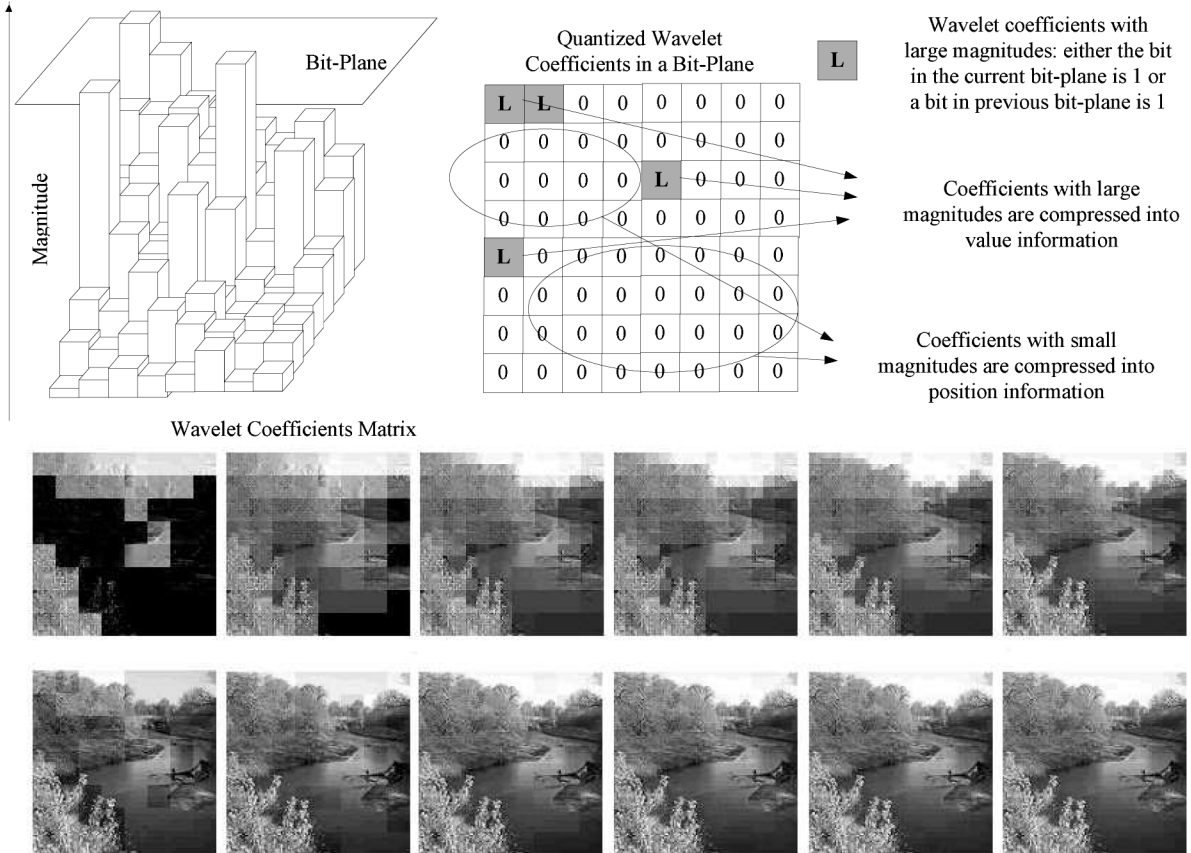 Bit-Plane
Magnitude
Wavelet Coefficients Matrix
Quantized Wavelet
Coefficients in a Bit-Plane
L L 0 0 0 0 0 0
0 0 0 0 0 0 0 0
0 0 0 0 L 0 0 0
0 0 0 0 0 0 0 0
L 0 0 0 0 0 0 0
0 0 0 0 0 0 0 0
0 0 0 0 0 0 0 0
0 0 0 0 0 0 0 0
L
Wavelet coefficients with
large magnitudes: either the bit
in the current bit-plane is 1 or
a bit in previous bit-plane is 1
Coefficients with large
magnitudes are compressed into
value information
Coefficients with small
magnitudes are compressed into
position information